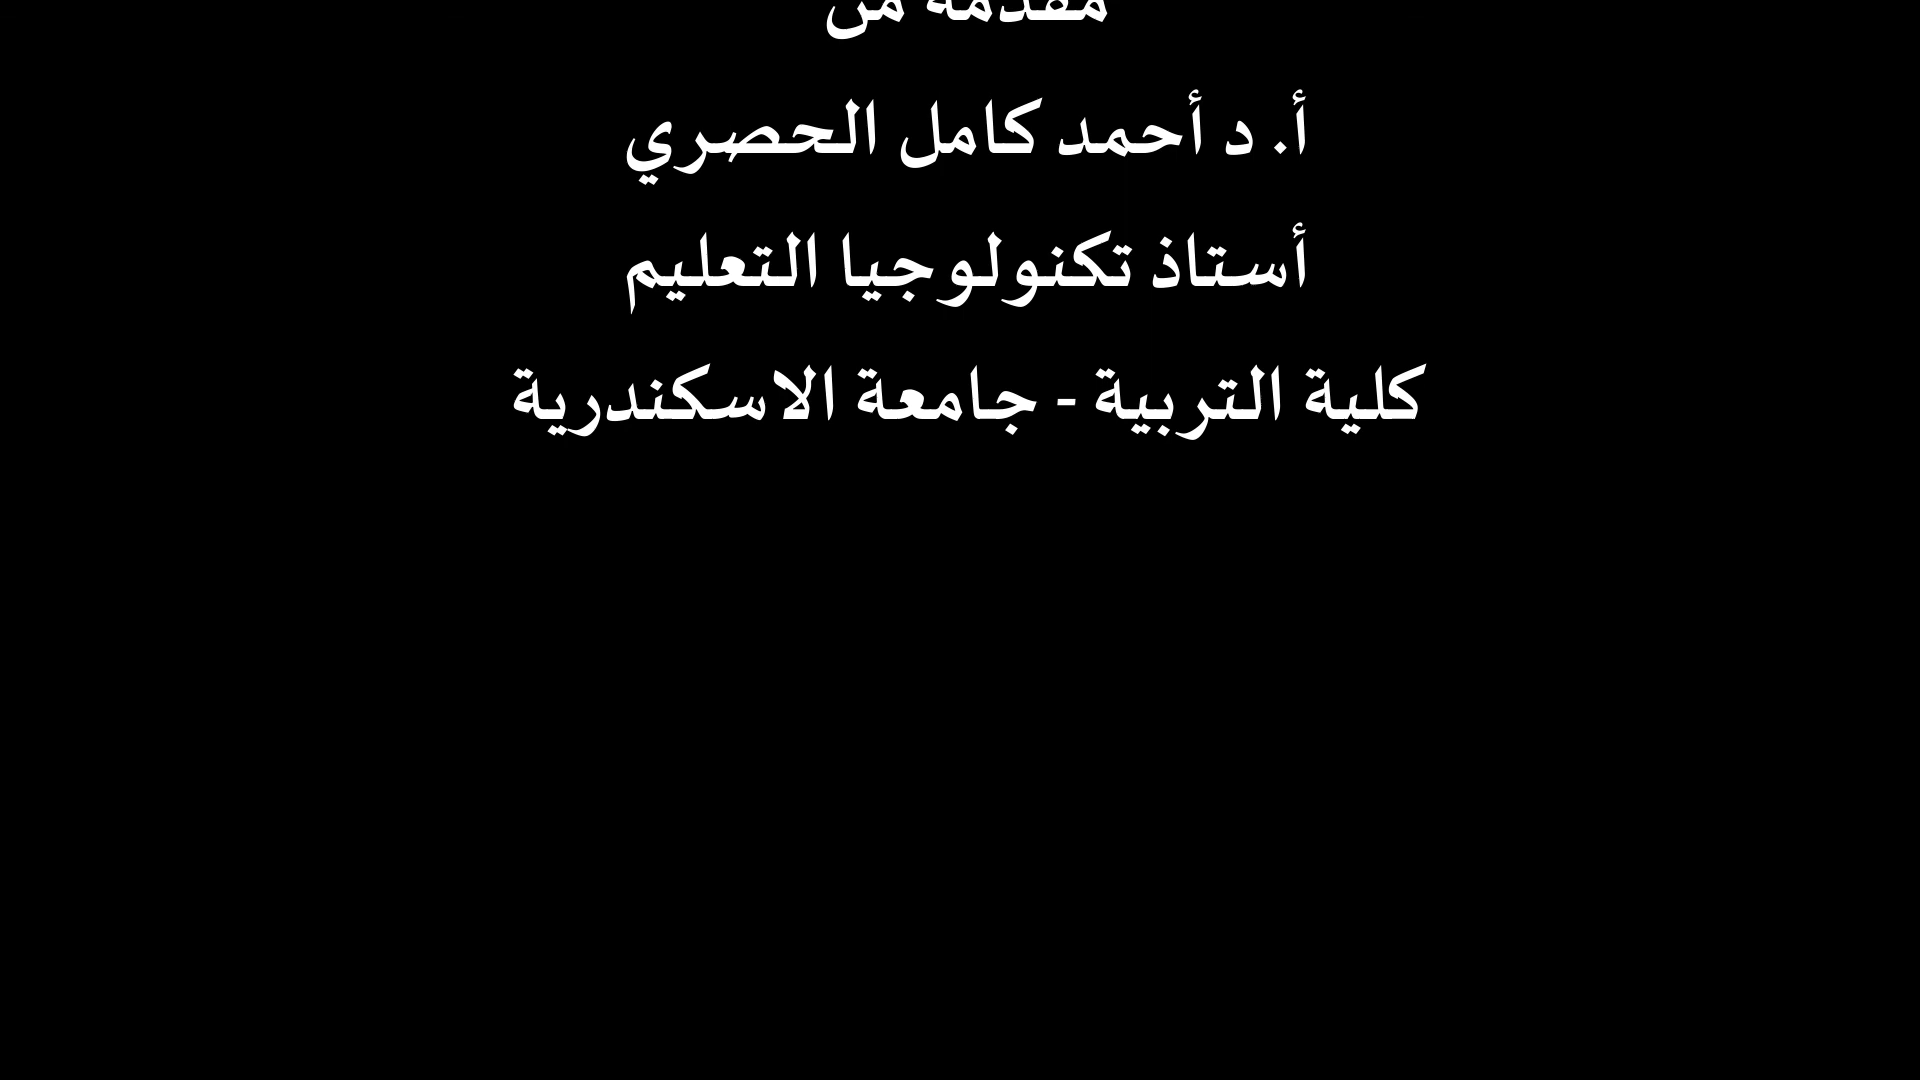 مقدمة من
أ. د أحمد كامل الحصري
أستاذ تكنولوجيا التعليم
كلية التربية - جامعة الاسكندرية